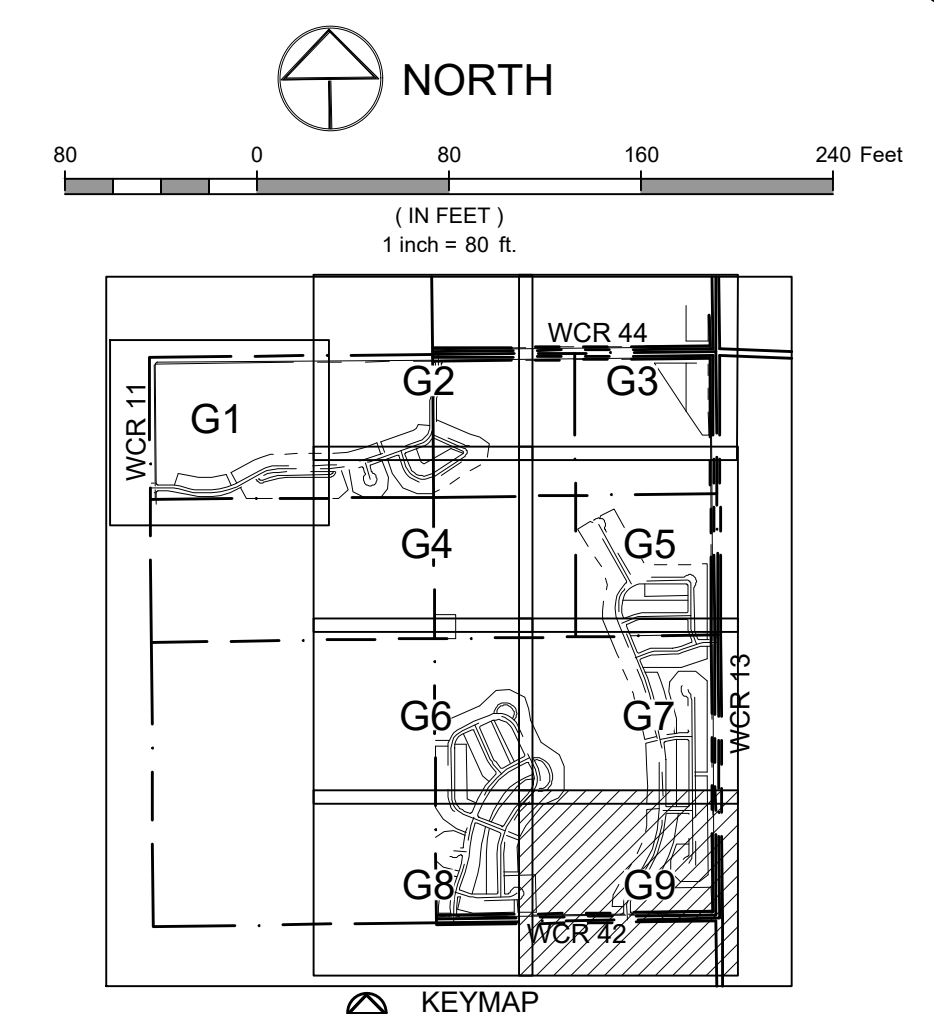 NORTH
80 0 80 160 240 Feet
( IN FEET )
1 inch = 80 ft.
WCR 44
G2 G3
WCR 11
G1
G4 G5
WCR 13
G6 G7
G8 G9
WCR 42
KEYMAP